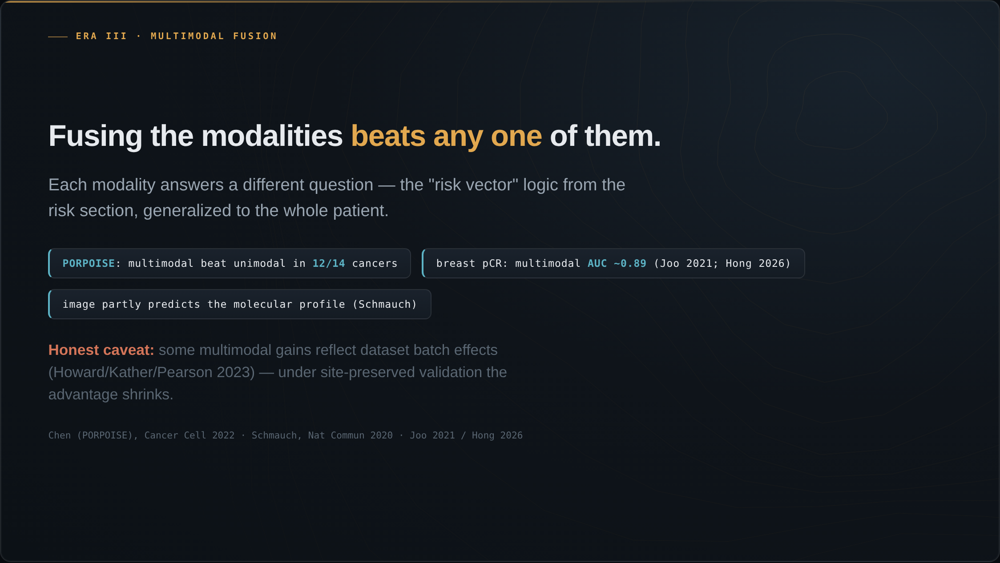 ERA III · MULTIMODAL FUSION
Fusing the modalities beats any one of them.
Each modality answers a different question — the "risk vector" logic from the
risk section, generalized to the whole patient.
PORPOISE: multimodal beat unimodal in 12/14 cancers
breast pCR: multimodal AUC ~0.89 (Joo 2021; Hong 2026)
image partly predicts the molecular profile (Schmauch)
Honest caveat: some multimodal gains reflect dataset batch effects
(Howard/Kather/Pearson 2023) — under site-preserved validation the
advantage shrinks.
Chen (PORPOISE), Cancer Cell 2022 · Schmauch, Nat Commun 2020 · Joo 2021 / Hong 2026